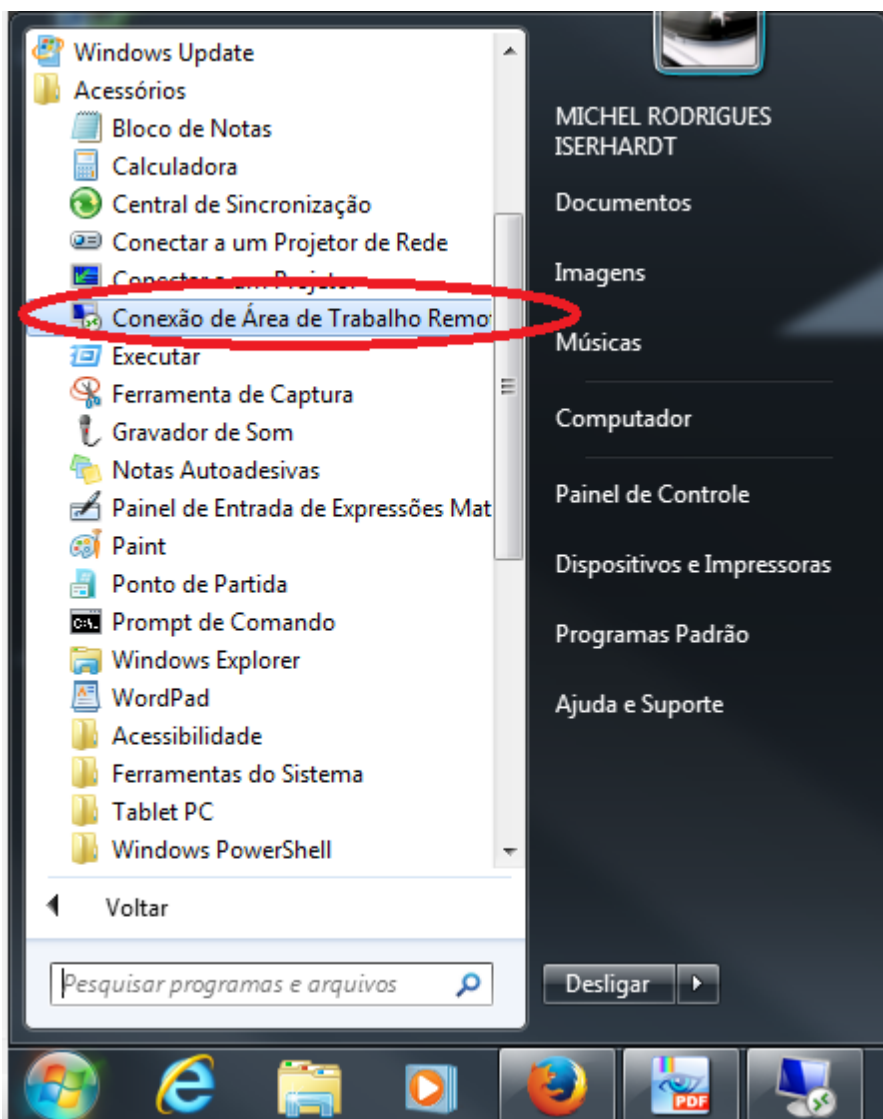 Windows Update
Acessórios
Bloco de Notas
Calculadora
Central de Sincronização
Conectar a um Projetor de Rede
Conectar a um Projetor
Conexão de Área de Trabalho Remo
Executar
Ferramenta de Captura
Gravador de Som
Notas Autoadesivas
Painel de Entrada de Expressões Mat
Paint
Ponto de Partida
Prompt de Comando
Windows Explorer
WordPad
Acessibilidade
Ferramentas do Sistema
Tablet PC
Windows PowerShell
Voltar
Pesquisar programas e arquivos
MICHEL RODRIGUES
ISERHARDT
Documentos
Imagens
Músicas
Computador
Painel de Controle
Dispositivos e Impressoras
Programas Padrão
Ajuda e Suporte
Desligar
PDF